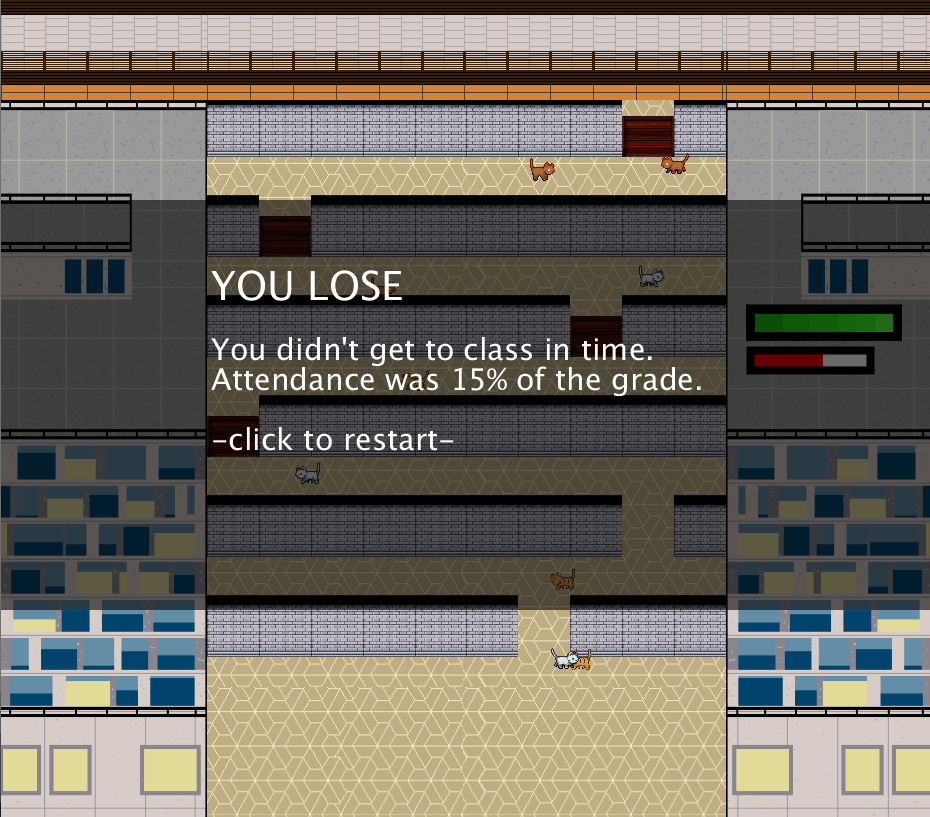 YOU LOSE
You didn't get to class in time.
Attendance was 15% of the grade.
-click to restart-